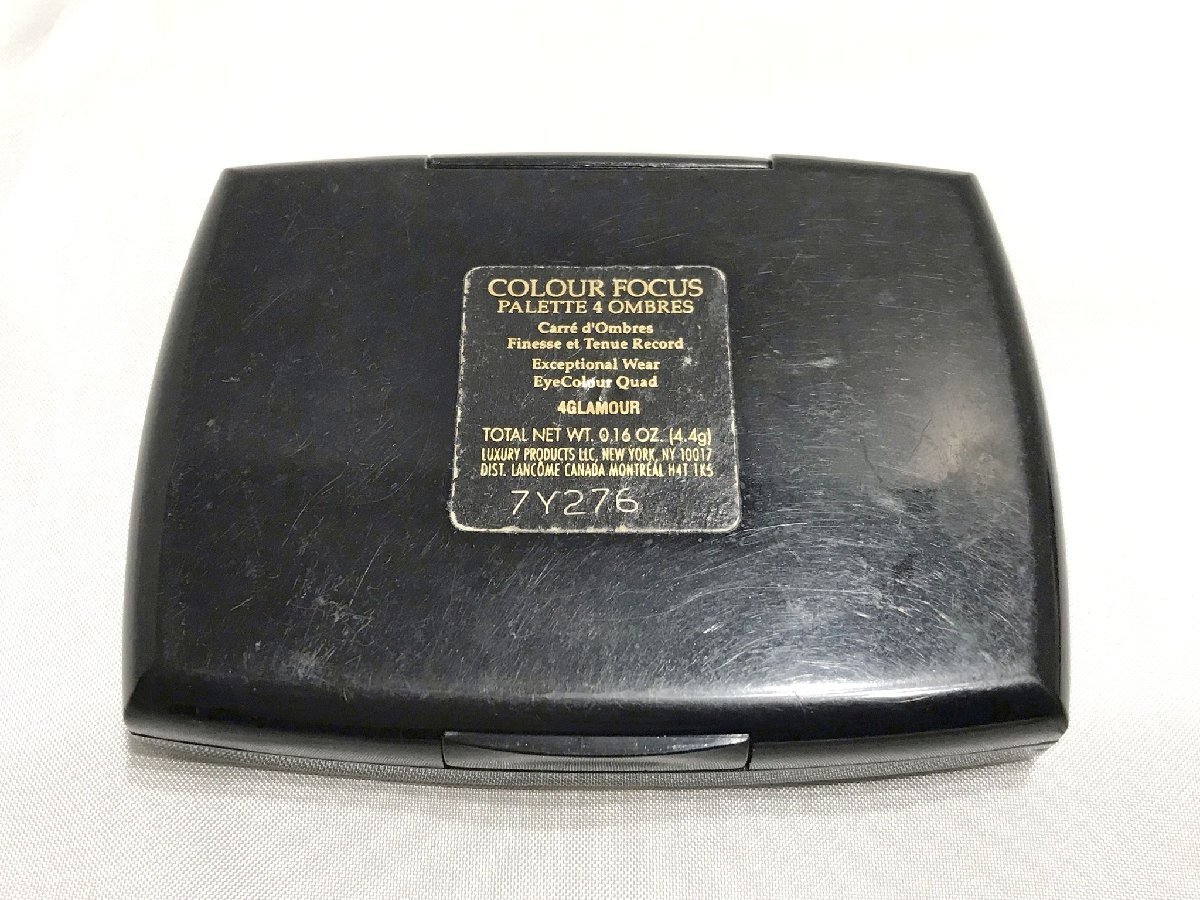 COLOUR FOCUS
PALETTE 4 OMBRES
Carré d'Ombres
Finesse et Tenue Record
Exceptional Wear
EyeColour Quad
4GLAMOUR
TOTAL NET WT. 0.16 OZ. (4.4g)
LUXURY PRODUCTS LLC, NEW YORK, NY 10017
DIST. LANCÔME CANADA MONTREAL H4T 1K5
7Y276